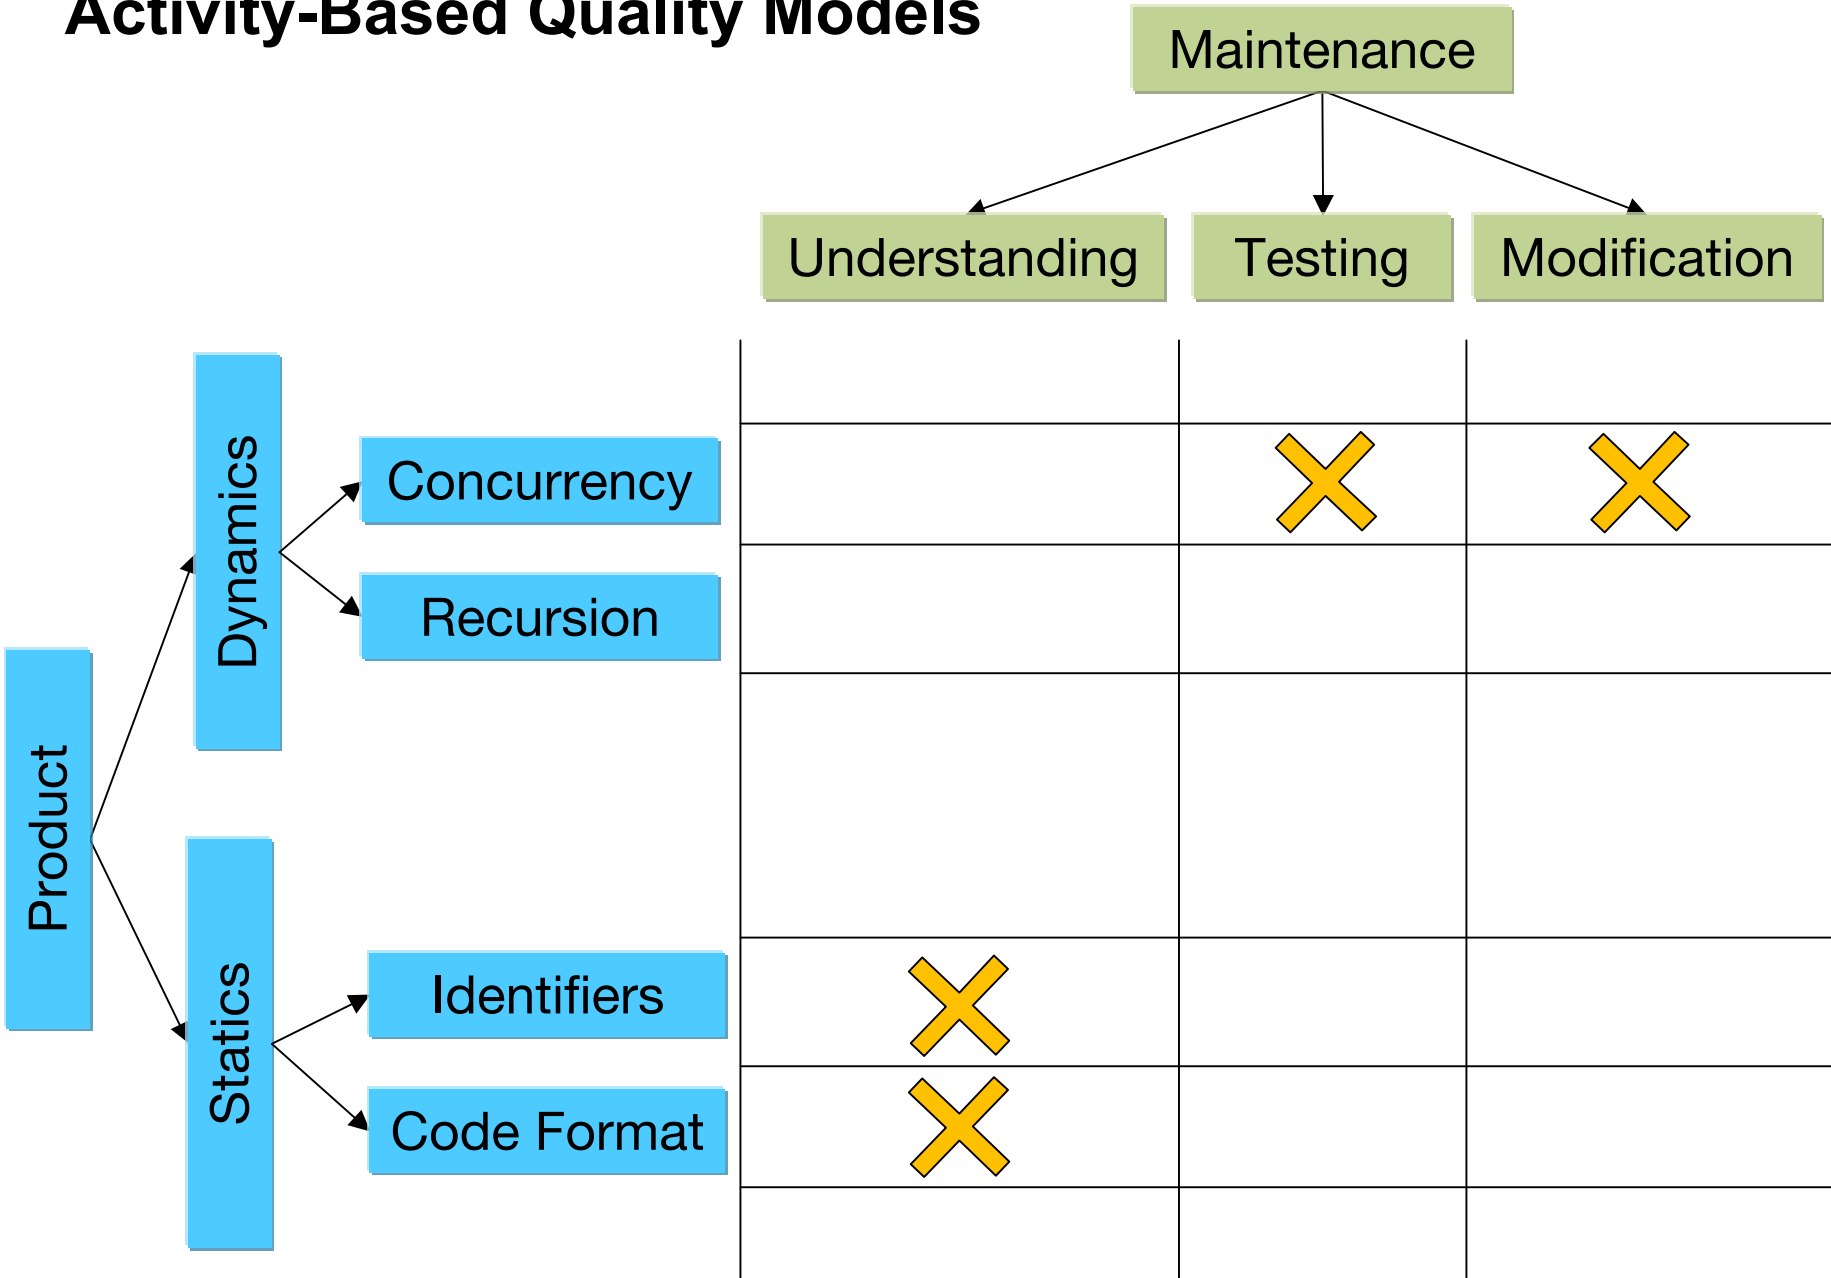 Activity-Based Quality Models
Maintenance
Understanding
Testing
Modification
Dynamics
Concurrency
Recursion
Product
Statics
Identifiers
Code Format